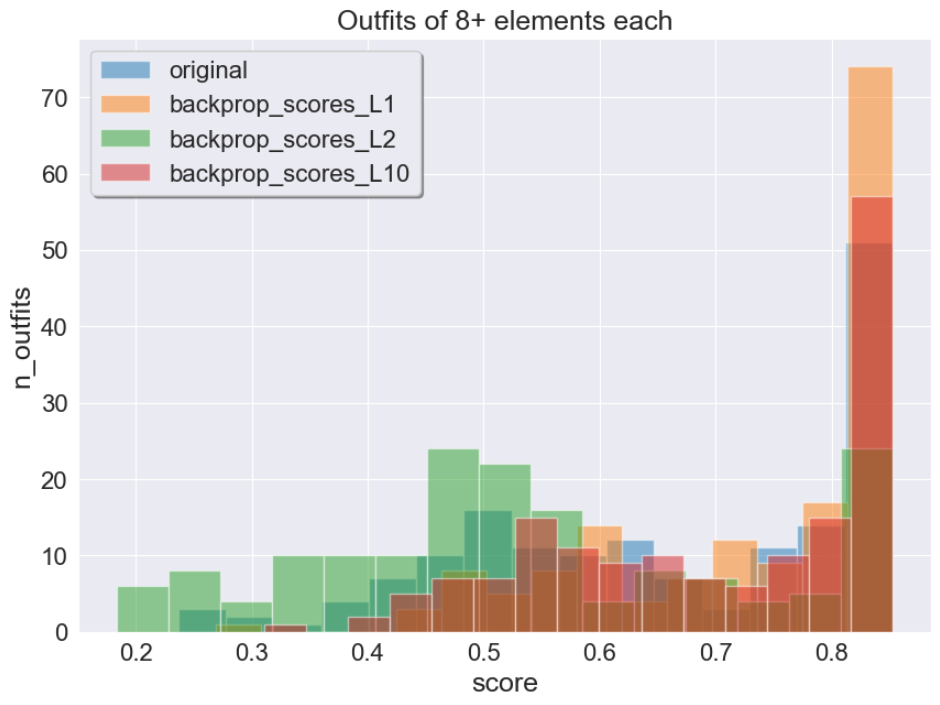 Outfits of 8+ elements each
original
backprop_scores_L1
backprop_scores_L2
backprop_scores_L10
70
60
50
40
30
20
10
0
n_outfits
0.2 0.3 0.4 0.5 0.6 0.7 0.8
score